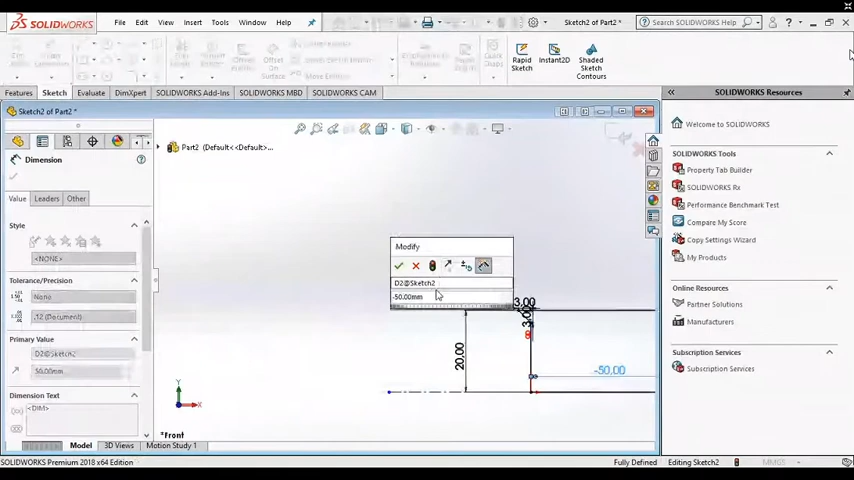 SOLIDWORKS
File Edit View Insert Tools Window Help
Sketch2 of Part2 *
Search SOLIDWORKS Help
Rapid Sketch
Instant2D
Shaded Sketch Contours
Features Sketch Evaluate DimXpert SOLIDWORKS Add-Ins SOLIDWORKS MBD SOLIDWORKS CAM
SOLIDWORKS Resources
Sketch2 of Part2 *
Welcome to SOLIDWORKS
Part2 (Default<<Default>...
Dimension
SOLIDWORKS Tools
Property Tab Builder
SOLIDWORKS Rx
Value Leaders Other
Performance Benchmark Test
Style
Compare My Score
<NONE>
Modify
Copy Settings Wizard
My Products
Tolerance/Precision
D2@Sketch2
None
-50.00mm
Online Resources
.12 (Document)
3.00
Partner Solutions
Primary Value
3.00
Manufacturers
D2@Sketch2
20.00
50.00mm
-50.00
Subscription Services
Subscription Services
Dimension Text
<DIM>
Y
X
*Front
Model 3D Views Motion Study 1
SOLIDWORKS Premium 2018 x64 Edition
Fully Defined
Editing Sketch2
MMGS